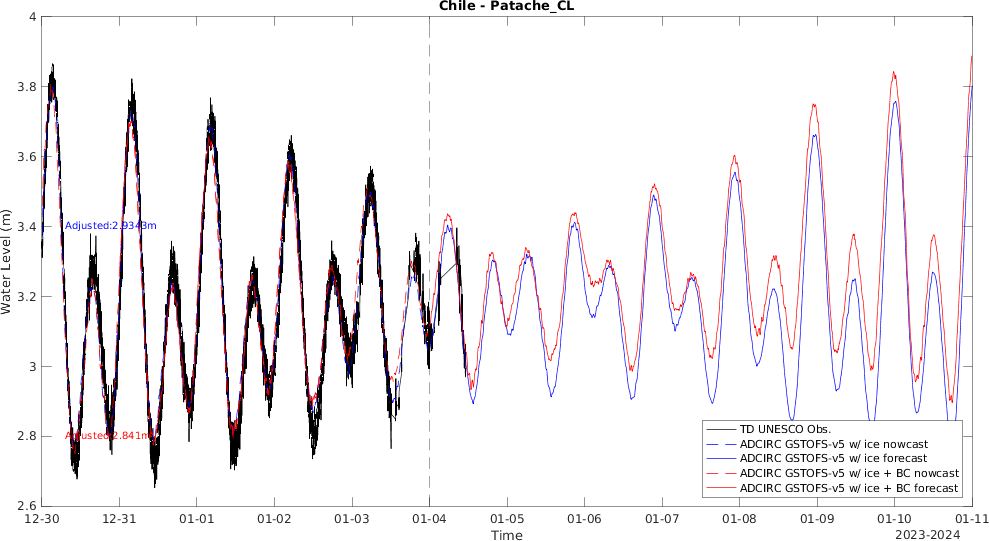 Chile - Patache_CL
4
3.8
3.6
3.4
3.2
3
2.8
2.6
Water Level (m)
Adjusted:2.9343m
Adjusted:2.841m
TD UNESCO Obs.
ADCIRC GSTOFS-v5 w/ ice nowcast
ADCIRC GSTOFS-v5 w/ ice forecast
ADCIRC GSTOFS-v5 w/ ice + BC nowcast
ADCIRC GSTOFS-v5 w/ ice + BC forecast
12-30 12-31 01-01 01-02 01-03 01-04 01-05 01-06 01-07 01-08 01-09 01-10 01-11
Time
2023-2024